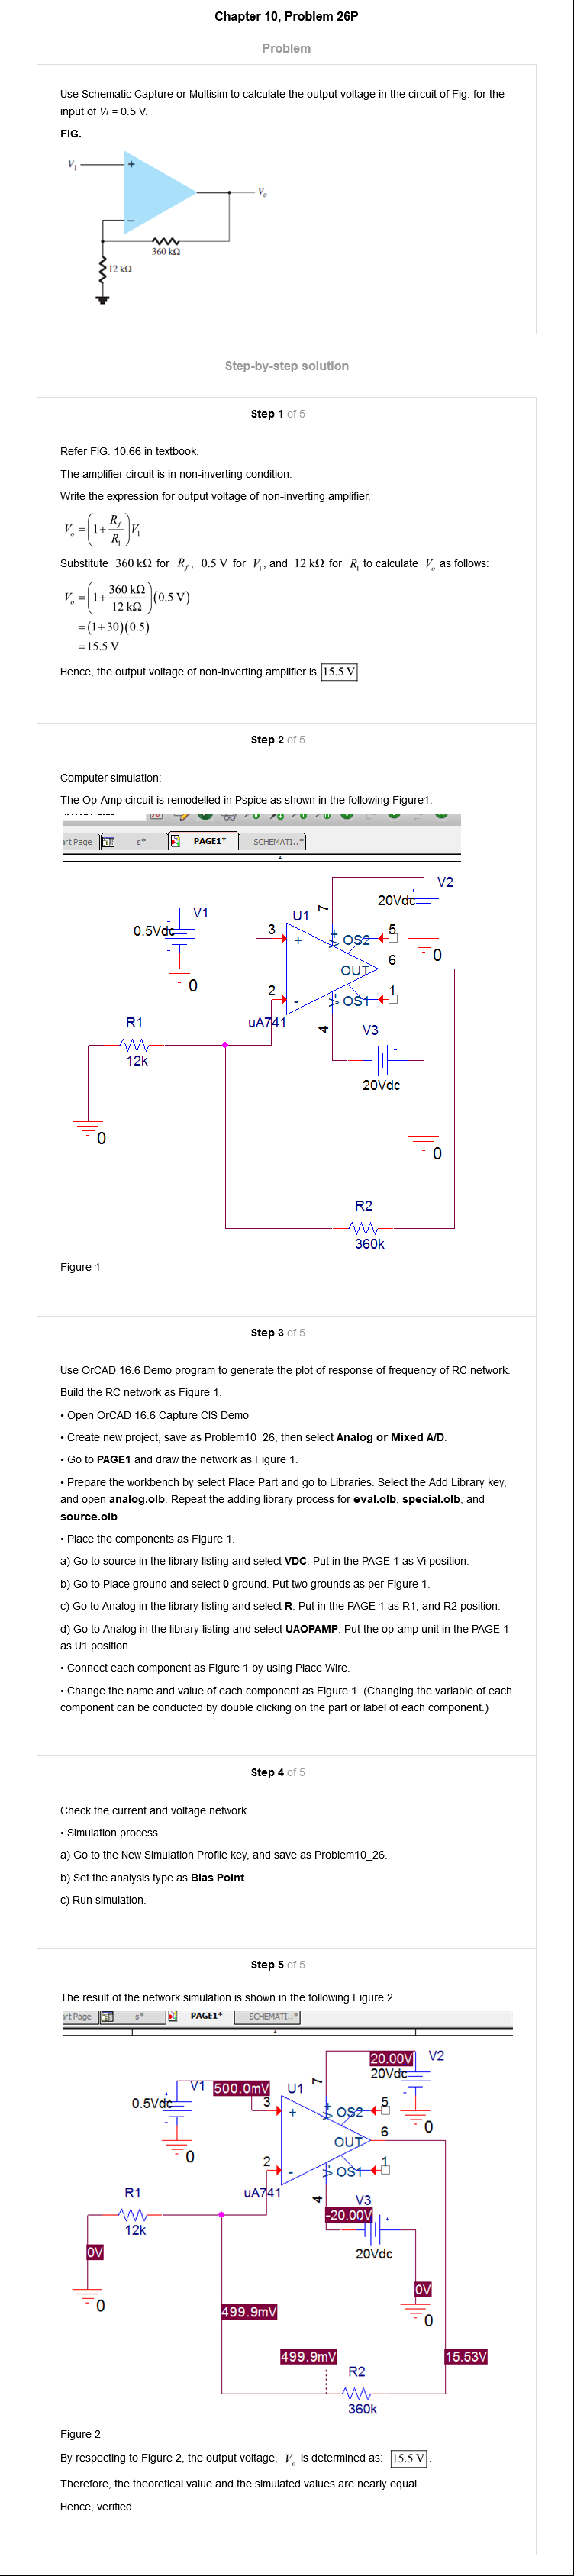 Chapter 10, Problem 26P
Problem
Use Schematic Capture or Multisim to calculate the output voltage in the circuit of Fig. for the
input of Vi = 0.5 V.
FIG.
V1
+
Vo
−
360 kΩ
12 kΩ
Step-by-step solution
Step 1 of 5
Refer FIG. 10.66 in textbook.
The amplifier circuit is in non-inverting condition.
Write the expression for output voltage of non-inverting amplifier.
Vo = (1 + Rf / R1) V1
Substitute 360 kΩ for Rf, 0.5 V for V1, and 12 kΩ for R1 to calculate Vo as follows:
Vo = (1 + 360 kΩ / 12 kΩ)(0.5 V)
= (1+30)(0.5)
= 15.5 V
Hence, the output voltage of non-inverting amplifier is 15.5 V.
Step 2 of 5
Computer simulation:
The Op-Amp circuit is remodelled in Pspice as shown in the following Figure1:
art Page s* PAGE1* SCHEMATI..*
4
V2
20Vdc
V1
U1
7
0.5Vdc
3
+
V+
OS2
5
0
OUT
6
0
2
-
V-
OS1
1
R1
uA741
4
V3
12k
20Vdc
0
0
R2
360k
Figure 1
Step 3 of 5
Use OrCAD 16.6 Demo program to generate the plot of response of frequency of RC network.
Build the RC network as Figure 1.
• Open OrCAD 16.6 Capture CIS Demo
• Create new project, save as Problem10_26, then select Analog or Mixed A/D.
• Go to PAGE1 and draw the network as Figure 1.
• Prepare the workbench by select Place Part and go to Libraries. Select the Add Library key,
and open analog.olb. Repeat the adding library process for eval.olb, special.olb, and
source.olb.
• Place the components as Figure 1.
a) Go to source in the library listing and select VDC. Put in the PAGE 1 as Vi position.
b) Go to Place ground and select 0 ground. Put two grounds as per Figure 1.
c) Go to Analog in the library listing and select R. Put in the PAGE 1 as R1, and R2 position.
d) Go to Analog in the library listing and select UAOPAMP. Put the op-amp unit in the PAGE 1
as U1 position.
• Connect each component as Figure 1 by using Place Wire.
• Change the name and value of each component as Figure 1. (Changing the variable of each
component can be conducted by double clicking on the part or label of each component.)
Step 4 of 5
Check the current and voltage network.
• Simulation process
a) Go to the New Simulation Profile key, and save as Problem10_26.
b) Set the analysis type as Bias Point.
c) Run simulation.
Step 5 of 5
The result of the network simulation is shown in the following Figure 2.
art Page s* PAGE1* SCHEMATI..*
4
20.00V V2
20Vdc
V1 500.0mV U1
7
0.5Vdc
3
+
V+
OS2
5
0
OUT
6
0
2
-
V-
OS1
1
R1
uA741
4
V3
-20.00V
12k
20Vdc
0V
0V
0
0
499.9mV
499.9mV
15.53V
R2
360k
Figure 2
By respecting to Figure 2, the output voltage, Vo is determined as: 15.5 V.
Therefore, the theoretical value and the simulated values are nearly equal.
Hence, verified.